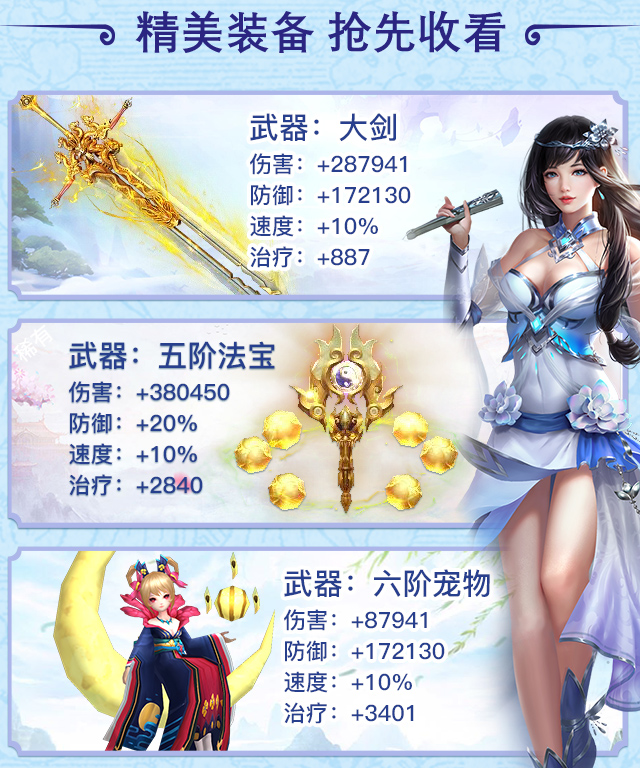 精美装备 抢先收看
武器：大剑
伤害：+287941
防御：+172130
速度：+10%
治疗：+887
稀有
武器：五阶法宝
伤害：+380450
防御：+20%
速度：+10%
治疗：+2840
武器：六阶宠物
伤害：+87941
防御：+172130
速度：+10%
治疗：+3401